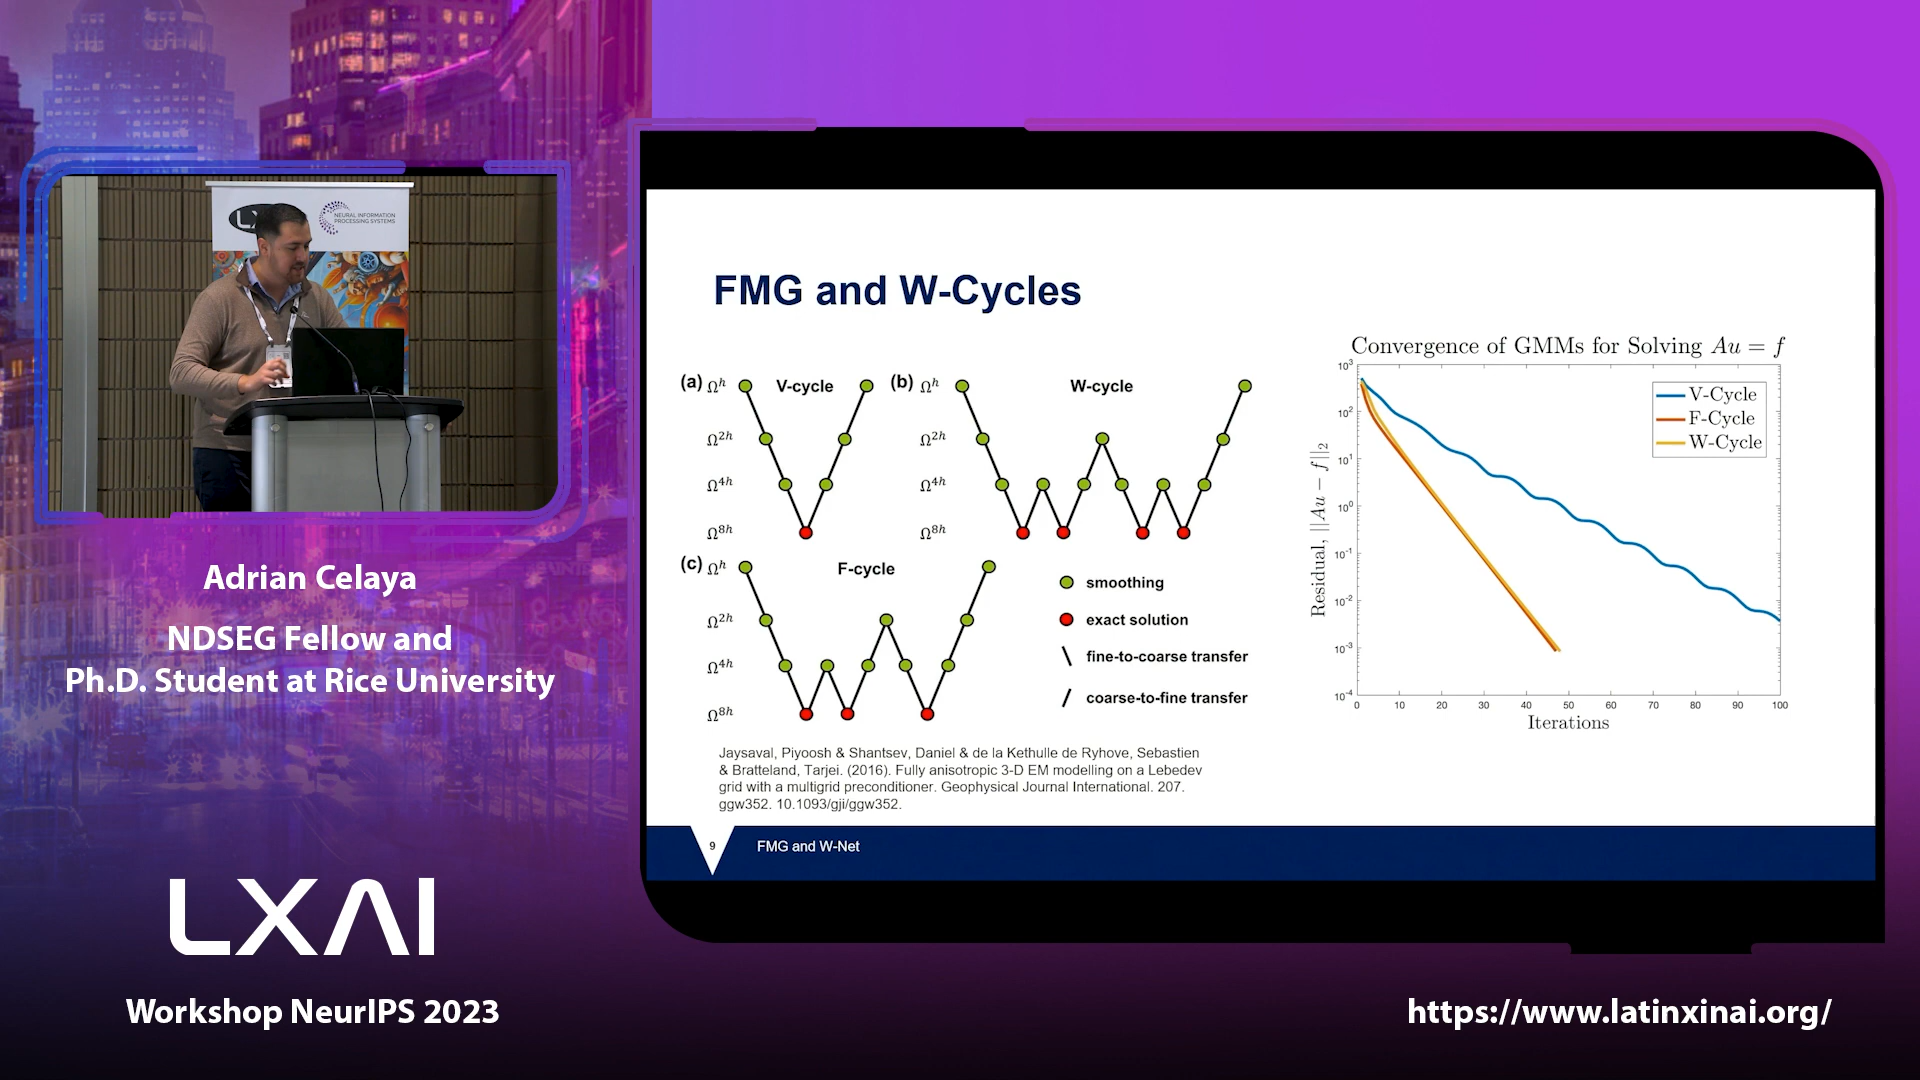 NEURAL INFORMATION
PROCESSING SYSTEMS
Adrian Celaya
NDSEG Fellow and
Ph.D. Student at Rice University
LXAI
Workshop NeurIPS 2023
FMG and W-Cycles
(a) Ωʰ V-cycle
Ω²ʰ
Ω⁴ʰ
Ω⁸ʰ
(b) Ωʰ W-cycle
Ω²ʰ
Ω⁴ʰ
Ω⁸ʰ
(c) Ωʰ F-cycle
Ω²ʰ
Ω⁴ʰ
Ω⁸ʰ
smoothing
exact solution
fine-to-coarse transfer
coarse-to-fine transfer
Jaysaval, Piyoosh & Shantsev, Daniel & de la Kethulle de Ryhove, Sebastien
& Bratteland, Tarjei. (2016). Fully anisotropic 3-D EM modelling on a Lebedev
grid with a multigrid preconditioner. Geophysical Journal International. 207.
ggw352. 10.1093/gji/ggw352.
Convergence of GMMs for Solving Au = f
V-Cycle
F-Cycle
W-Cycle
Residual, ||Au − f||₂
10³
10²
10¹
10⁰
10⁻¹
10⁻²
10⁻³
10⁻⁴
0 10 20 30 40 50 60 70 80 90 100
Iterations
9 FMG and W-Net
https://www.latinxinai.org/